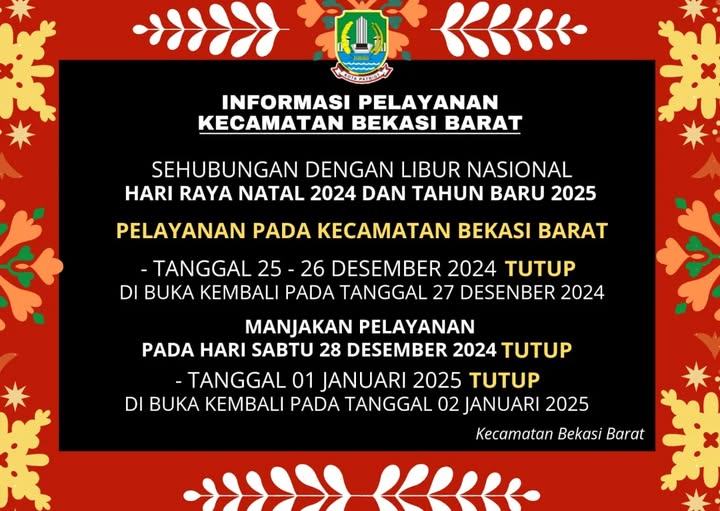 KOTA PATRIOT
INFORMASI PELAYANAN
KECAMATAN BEKASI BARAT
SEHUBUNGAN DENGAN LIBUR NASIONAL
HARI RAYA NATAL 2024 DAN TAHUN BARU 2025
PELAYANAN PADA KECAMATAN BEKASI BARAT
- TANGGAL 25 - 26 DESEMBER 2024 TUTUP
DI BUKA KEMBALI PADA TANGGAL 27 DESENBER 2024
MANJAKAN PELAYANAN
PADA HARI SABTU 28 DESEMBER 2024 TUTUP
- TANGGAL 01 JANUARI 2025 TUTUP
DI BUKA KEMBALI PADA TANGGAL 02 JANUARI 2025
Kecamatan Bekasi Barat